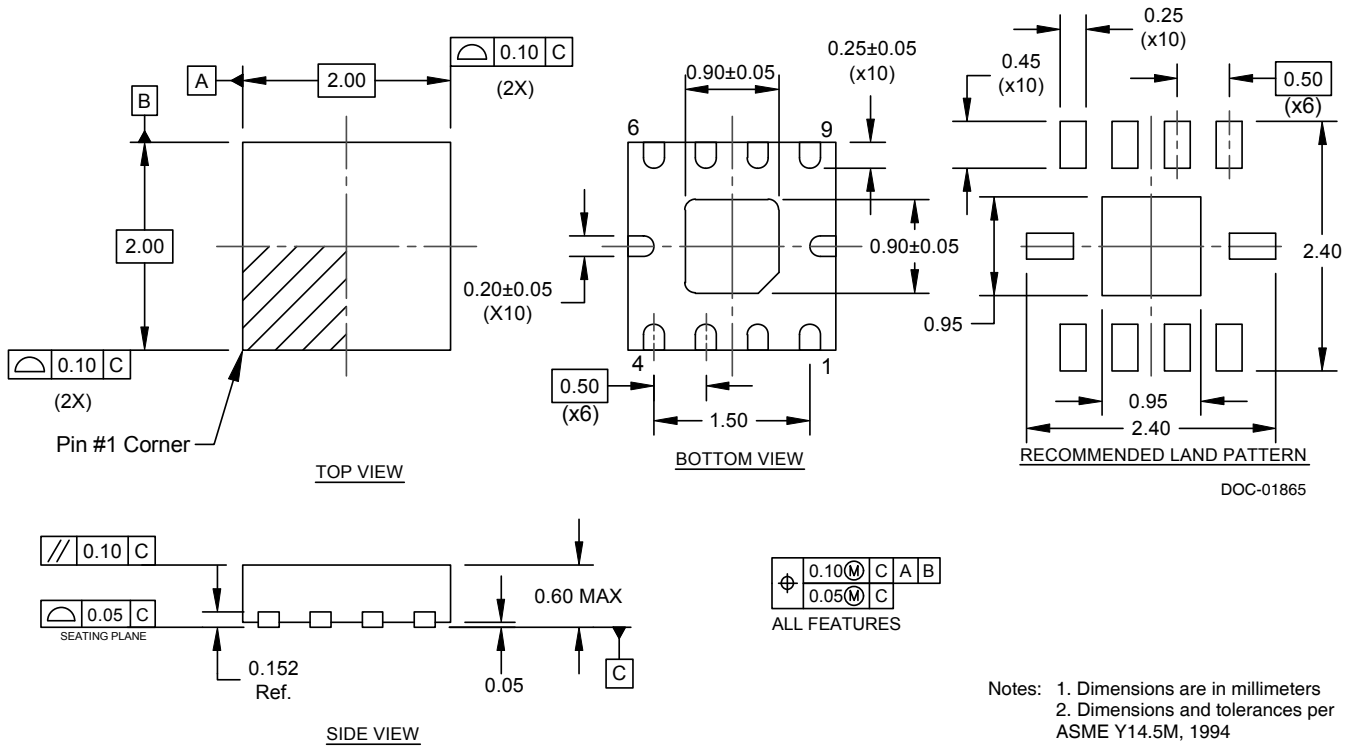 A
2.00
⌓ 0.10 C
(2X)
B
2.00
⌓ 0.10 C
(2X)
Pin #1 Corner
TOP VIEW
0.90±0.05
0.25±0.05
(x10)
6
9
0.90±0.05
0.20±0.05
(X10)
4
1
0.50
(x6)
1.50
BOTTOM VIEW
0.25
(x10)
0.45
(x10)
0.50
(x6)
2.40
0.95
0.95
2.40
RECOMMENDED LAND PATTERN
DOC-01865
// 0.10 C
⌓ 0.05 C
SEATING PLANE
0.60 MAX
0.152
Ref.
0.05
C
SIDE VIEW
⌖ 0.10Ⓜ C A B
0.05Ⓜ C
ALL FEATURES
Notes: 1. Dimensions are in millimeters
2. Dimensions and tolerances per
ASME Y14.5M, 1994